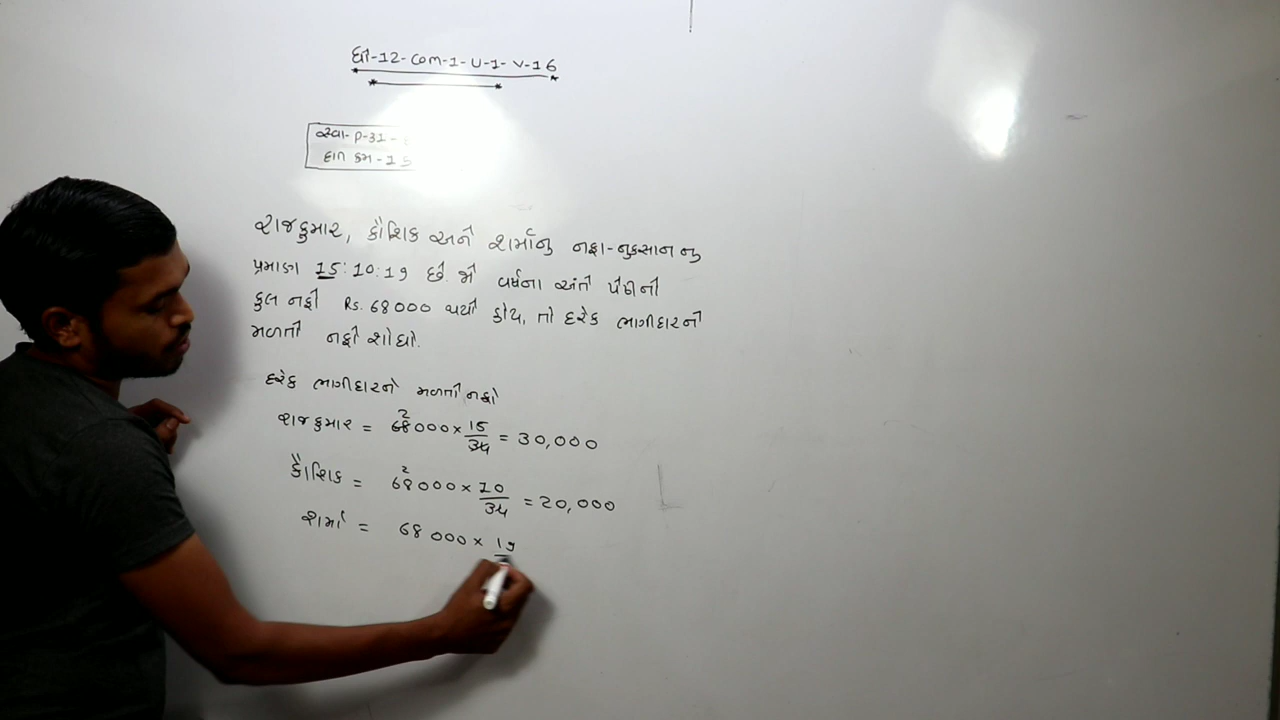 ધો-12-com-1-U-1-V-16
સ્વા-P-31-
દાખ ક્રમ-15
રાજકુમાર, કૌશિક અને શર્માનુ નફા-નુકસાન નુ
પ્રમાણ 15:10:19 છે. જો વર્ષના અંતે પેઢીનો
કુલ નફો Rs. 68000 થયો હોય, તો દરેક ભાગીદારને
મળતો નફો શોધો.
દરેક ભાગીદારને મળતો નફો
રાજકુમાર = 68000 × 15/34 = 30,000
2
કૌશિક = 68000 × 10/34 = 20,000
2
શર્મા = 68000 × 19